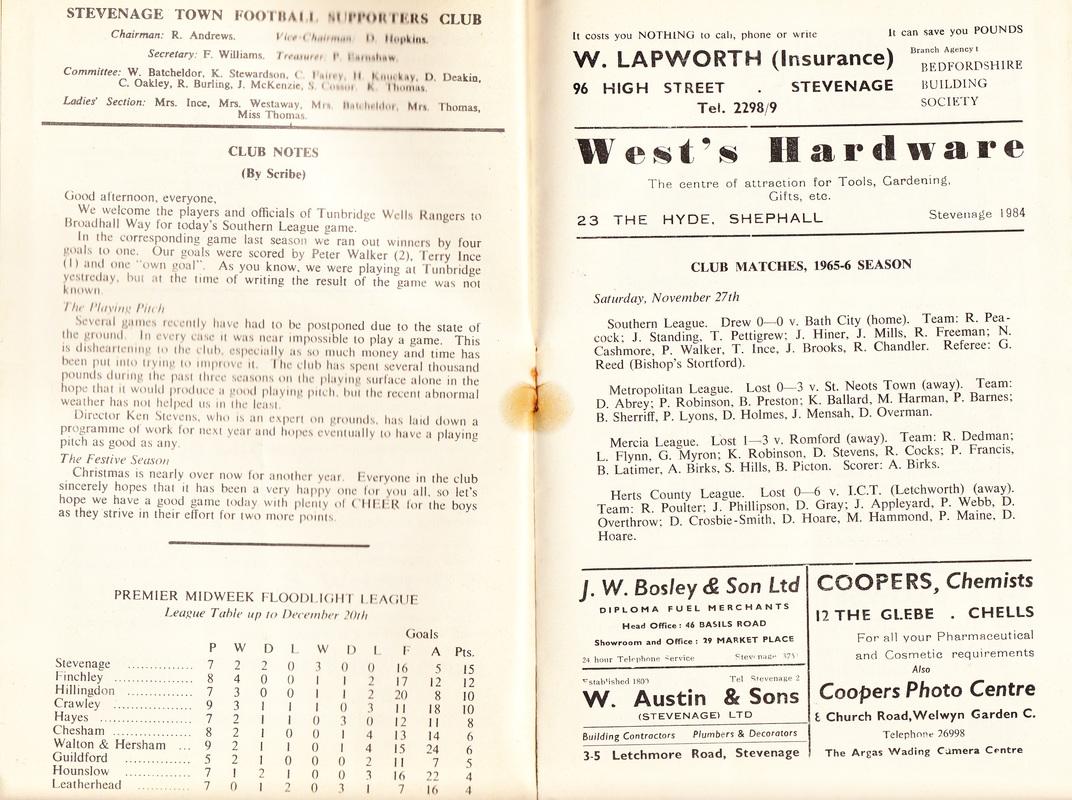 STEVENAGE TOWN FOOTBALL SUPPORTERS CLUB
Chairman: R. Andrews. Vice-Chairman: D. Hopkins.
Secretary: F. Williams. Treasurer: P. Earnshaw.
Committee: W. Batcheldor, K. Stewardson, C. Pairey, H. D. Deakin,
C. Oakley, R. Burling, J. McKenzie, S. K. Thomas.
Ladies' Section: Mrs. Ince, Mrs. Westaway, Mrs. Batcheldor, Mrs. Thomas,
Miss Thomas.
CLUB NOTES
(By Scribe)
Good afternoon, everyone,
We welcome the players and officials of Tunbridge Wells Rangers to
Broadhall Way for today's Southern League game.
In the corresponding game last season we ran out winners by four
goals to one. Our goals were scored by Peter Walker (2), Terry Ince
(1) and one "own goal". As you know, we were playing at Tunbridge
yestreday, but at the time of writing the result of the game was not
known.
The Playing Pitch
Several games recently have had to be postponed due to the state of
the ground. In every case it was near impossible to play a game. This
is disheartening to the club, especially as so much money and time has
been put into trying to improve it. The club has spent several thousand
pounds during the past three seasons on the playing surface alone in the
hope that it would produce a good playing pitch, but the recent abnormal
weather has not helped us in the least.
Director Ken Stevens, who is an expert on grounds, has laid down a
programme of work for next year and hopes eventually to have a playing
pitch as good as any.
The Festive Season
Christmas is nearly over now for another year. Everyone in the club
sincerely hopes that it has been a very happy one for you all, so let's
hope we have a good game today with plenty of CHEER for the boys
as they strive in their effort for two more points.
PREMIER MIDWEEK FLOODLIGHT LEAGUE
League Table up to December 20th
Goals
P W D L W D L F A Pts.
Stevenage ............... 7 2 2 0 3 0 0 16 5 15
Finchley ............... 8 4 0 0 1 1 2 17 12 12
Hillingdon ............... 7 3 0 0 1 1 2 20 8 10
Crawley ............... 9 3 1 1 1 0 3 11 18 10
Hayes ............... 7 2 1 1 0 3 0 12 11 8
Chesham ............... 8 2 1 0 0 1 4 13 14 6
Walton & Hersham ... 9 2 1 1 0 1 4 15 24 6
Guildford ............... 5 2 1 0 0 0 2 11 7 5
Hounslow ............... 7 1 2 1 0 0 3 16 22 4
Leatherhead ............ 7 0 1 2 0 3 1 7 16 4
It costs you NOTHING to call, phone or write It can save you POUNDS
W. LAPWORTH (Insurance)
96 HIGH STREET . STEVENAGE
Tel. 2298/9
Branch Agency:
BEDFORDSHIRE
BUILDING
SOCIETY
West's Hardware
The centre of attraction for Tools, Gardening,
Gifts, etc.
23 THE HYDE, SHEPHALL Stevenage 1984
CLUB MATCHES, 1965-6 SEASON
Saturday, November 27th
Southern League. Drew 0—0 v. Bath City (home). Team: R. Pea-
cock; J. Standing, T. Pettigrew; J. Hiner, J. Mills, R. Freeman; N.
Cashmore, P. Walker, T. Ince, J. Brooks, R. Chandler. Referee: G.
Reed (Bishop's Stortford).
Metropolitan League. Lost 0—3 v. St. Neots Town (away). Team:
D. Abrey; P. Robinson, B. Preston; K. Ballard, M. Harman, P. Barnes;
B. Sherriff, P. Lyons, D. Holmes, J. Mensah, D. Overman.
Mercia League. Lost 1—3 v. Romford (away). Team: R. Dedman;
L. Flynn, G. Myron; K. Robinson, D. Stevens, R. Cocks; P. Francis,
B. Latimer, A. Birks, S. Hills, B. Picton. Scorer: A. Birks.
Herts County League. Lost 0—6 v. I.C.T. (Letchworth) (away).
Team: R. Poulter; J. Phillipson, D. Gray; J. Appleyard, P. Webb, D.
Overthrow; D. Crosbie-Smith, D. Hoare, M. Hammond, P. Maine, D.
Hoare.
J. W. Bosley & Son Ltd
DIPLOMA FUEL MERCHANTS
Head Office: 46 BASILS ROAD
Showroom and Office: 29 MARKET PLACE
24 hour Telephone Service Stevenage
Established 1809 Tel Stevenage 2
W. Austin & Sons
(STEVENAGE) LTD
Building Contractors Plumbers & Decorators
3-5 Letchmore Road, Stevenage
COOPERS, Chemists
12 THE GLEBE . CHELLS
For all your Pharmaceutical
and Cosmetic requirements
Also
Coopers Photo Centre
Church Road, Welwyn Garden C.
Telephone 26998
The Argas Wading Camera Centre